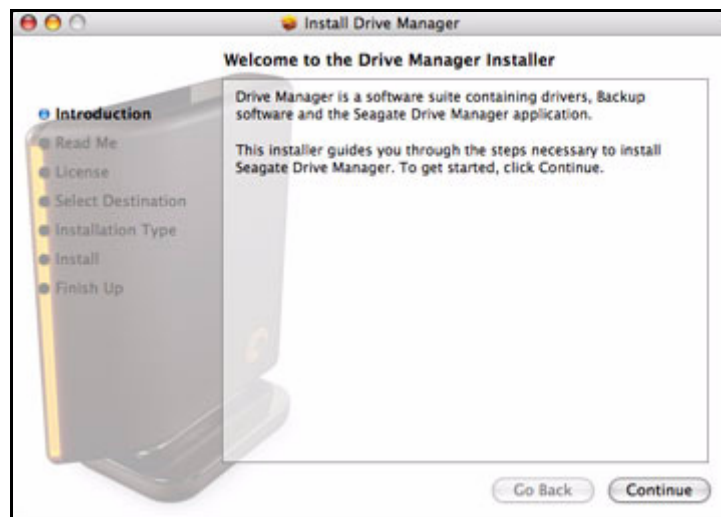 Install Drive Manager
Welcome to the Drive Manager Installer
Introduction
Read Me
License
Select Destination
Installation Type
Install
Finish Up
Drive Manager is a software suite containing drivers, Backup
software and the Seagate Drive Manager application.
This installer guides you through the steps necessary to install
Seagate Drive Manager. To get started, click Continue.
Go Back
Continue